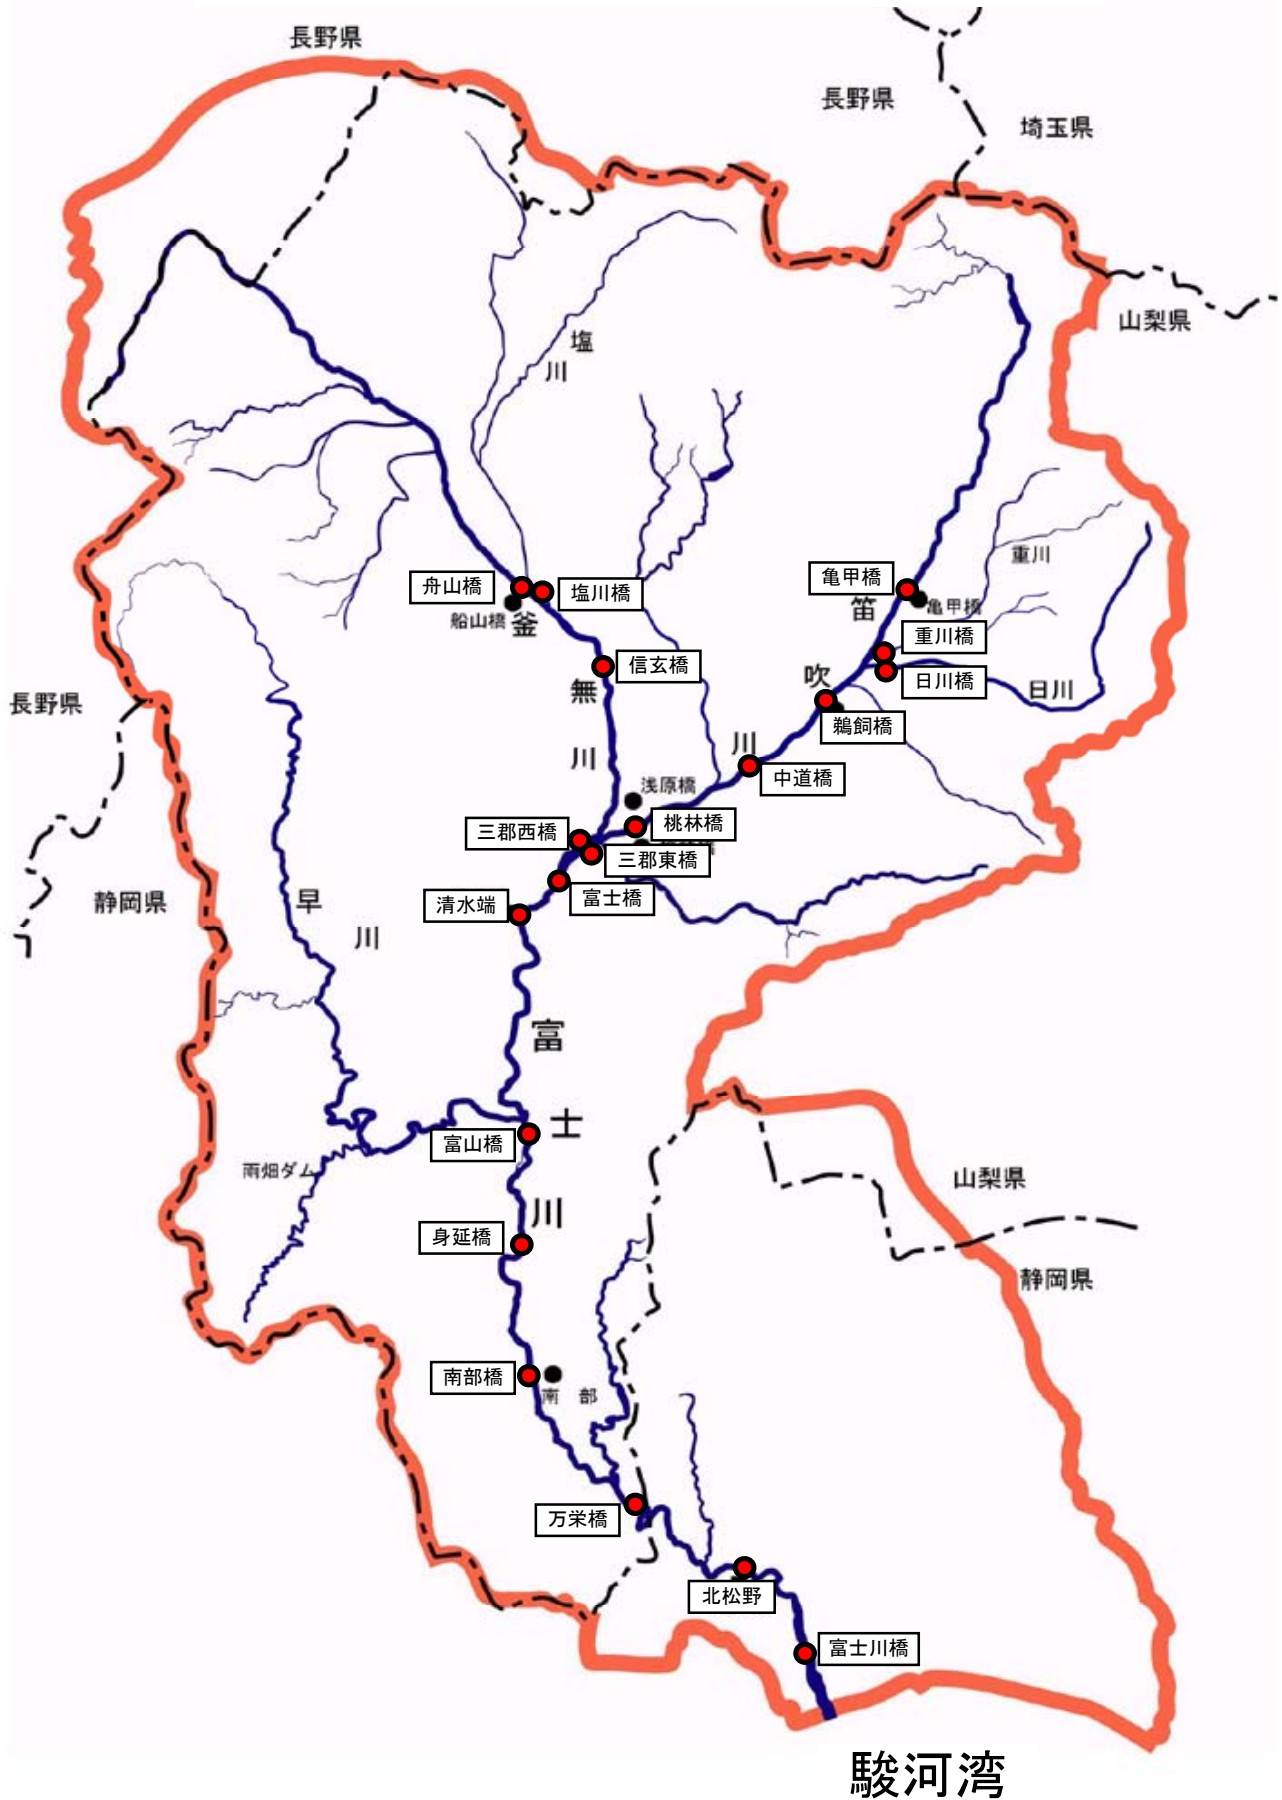 長野県
長野県
埼玉県
山梨県
塩
川
重川
亀甲橋
舟山橋
塩川橋
亀甲橋
船山橋
釜
笛
重川橋
信玄橋
吹
日川橋
日川
無
長野県
鵜飼橋
川
川
中道橋
浅原橋
桃林橋
三郡西橋
三郡東橋
富士橋
清水端
静岡県
早
川
富
士
富山橋
雨畑ダム
山梨県
川
身延橋
静岡県
南部橋
南 部
万栄橋
北松野
富士川橋
駿河湾